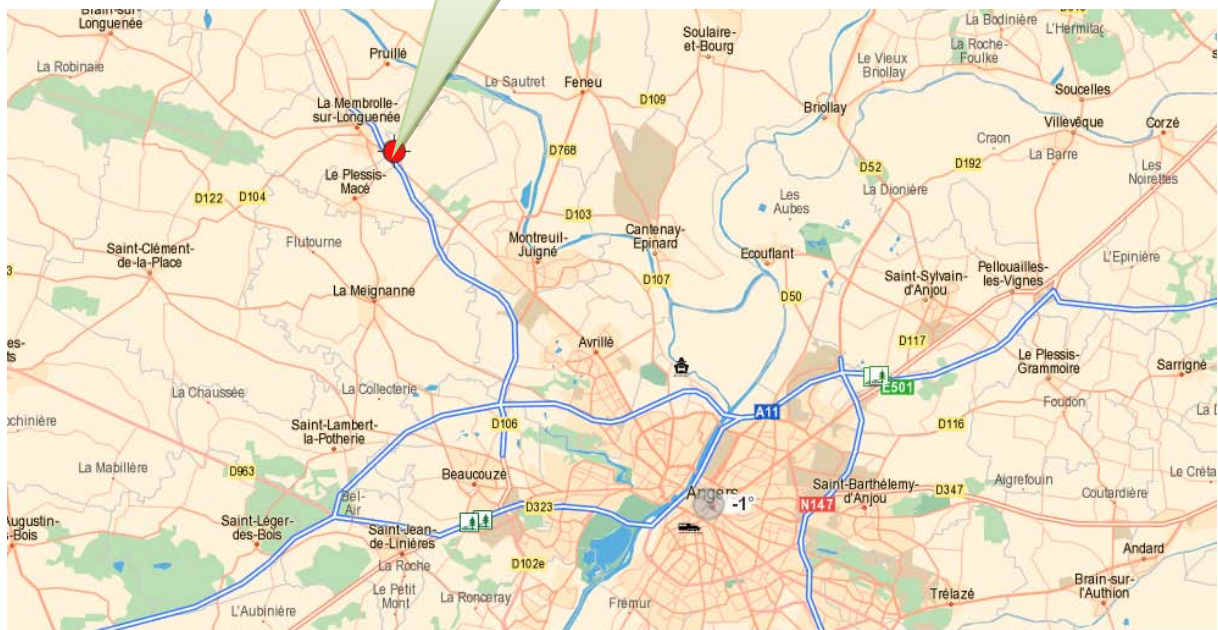 Brain-sur-
Longuenée
La Robinaie
Pruillé
La Membrolle-
sur-Longuenée
Le Plessis-
Macé
Le Sautret
Feneu
Soulaire-
et-Bourg
D109
D768
La Bodinière
L'Hermitag
La Roche-
Foulke
Le Vieux
Briollay
Briollay
Soucelles
Villevêque
Corzé
Craon
La Barre
Les
Noirettes
D192
D52
La Dionière
Les
Aubes
D122
D104
Saint-Clément-
de-la-Place
Flutourne
La Meignanne
D103
Montreuil-
Juigné
Cantenay-
Epinard
D107
Ecouflant
D50
Saint-Sylvain-
d'Anjou
Pellouailles-
les-Vignes
L'Epinière
D117
Le Plessis-
Grammoire
Sarrigné
Foudon
E501
Avrillé
A11
La Chaussée
La Collecterie
Saint-Lambert-
la-Potherie
D106
D116
La Mabillère
D963
Beaucouzé
Bel-
Air
Angers
-1°
N147
Saint-Barthélemy-
d'Anjou
D347
Aigrefouin
Coutardière
Augustin-
s-Bois
Saint-Léger-
des-Bois
Saint-Jean-
de-Linières
D323
La Roche
Le Petit
Mont
D102e
La Ronceray
L'Aubinière
Frémur
Trélazé
Andard
Brain-sur-
l'Authion